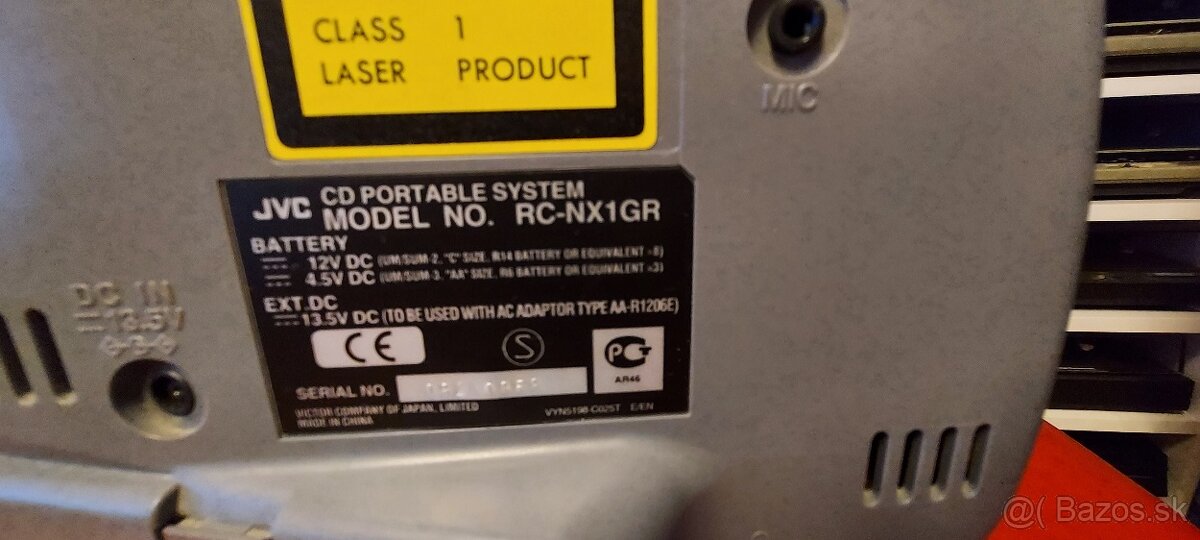 CLASS 1
LASER PRODUCT
MIC
JVC CD PORTABLE SYSTEM
MODEL NO. RC-NX1GR
BATTERY
12V DC (UM/SUM-2, "C" SIZE, R14 BATTERY OR EQUIVALENT ×8)
4.5V DC (UM/SUM-3, "AA" SIZE, R6 BATTERY OR EQUIVALENT ×3)
EXT.DC
13.5V DC (TO BE USED WITH AC ADAPTOR TYPE AA-R1206E)
DC IN
13.5V
CE S PCT
AR46
SERIAL NO.
VICTOR COMPANY OF JAPAN, LIMITED VYN5198-C025T E/EN
MADE IN CHINA
@( Bazos.sk